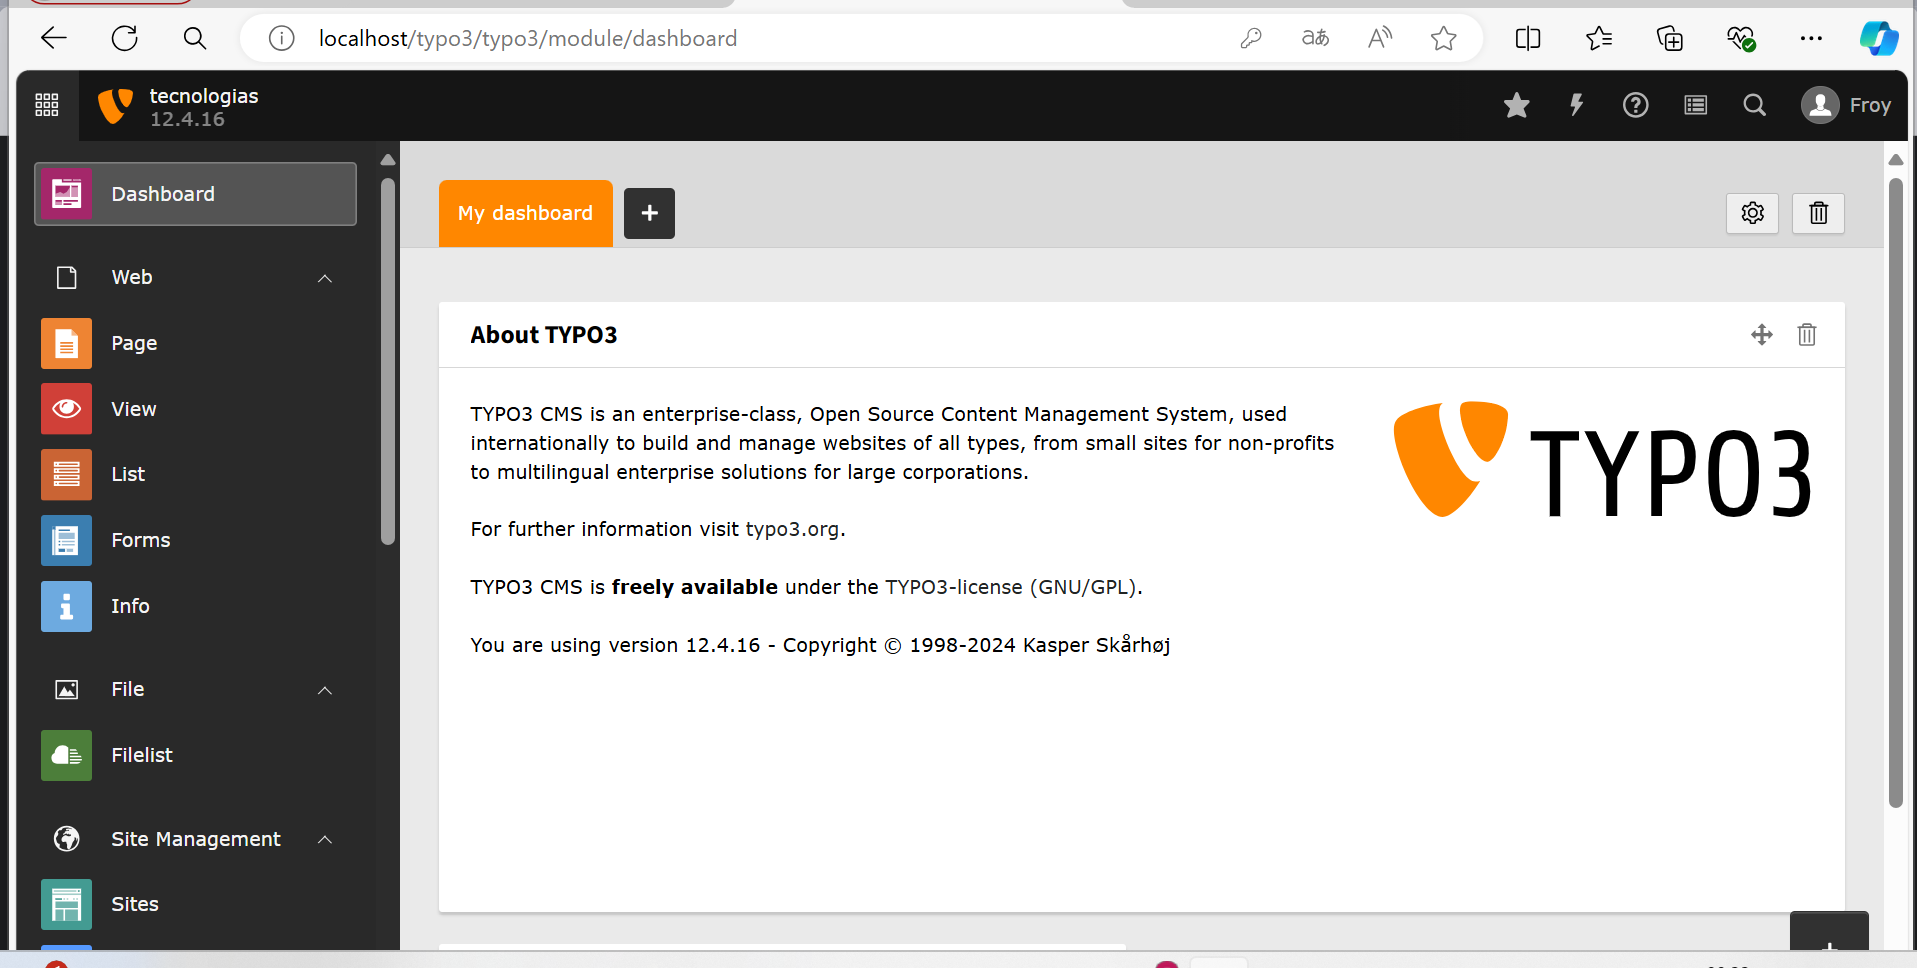 localhost/typo3/typo3/module/dashboard
aあ
A
tecnologias
12.4.16
Froy
Dashboard
Web
Page
View
List
Forms
Info
File
Filelist
Site Management
Sites
My dashboard
About TYPO3
TYPO3 CMS is an enterprise-class, Open Source Content Management System, used
internationally to build and manage websites of all types, from small sites for non-profits
to multilingual enterprise solutions for large corporations.
For further information visit typo3.org.
TYPO3 CMS is freely available under the TYPO3-license (GNU/GPL).
You are using version 12.4.16 - Copyright © 1998-2024 Kasper Skårhøj
TYPO3